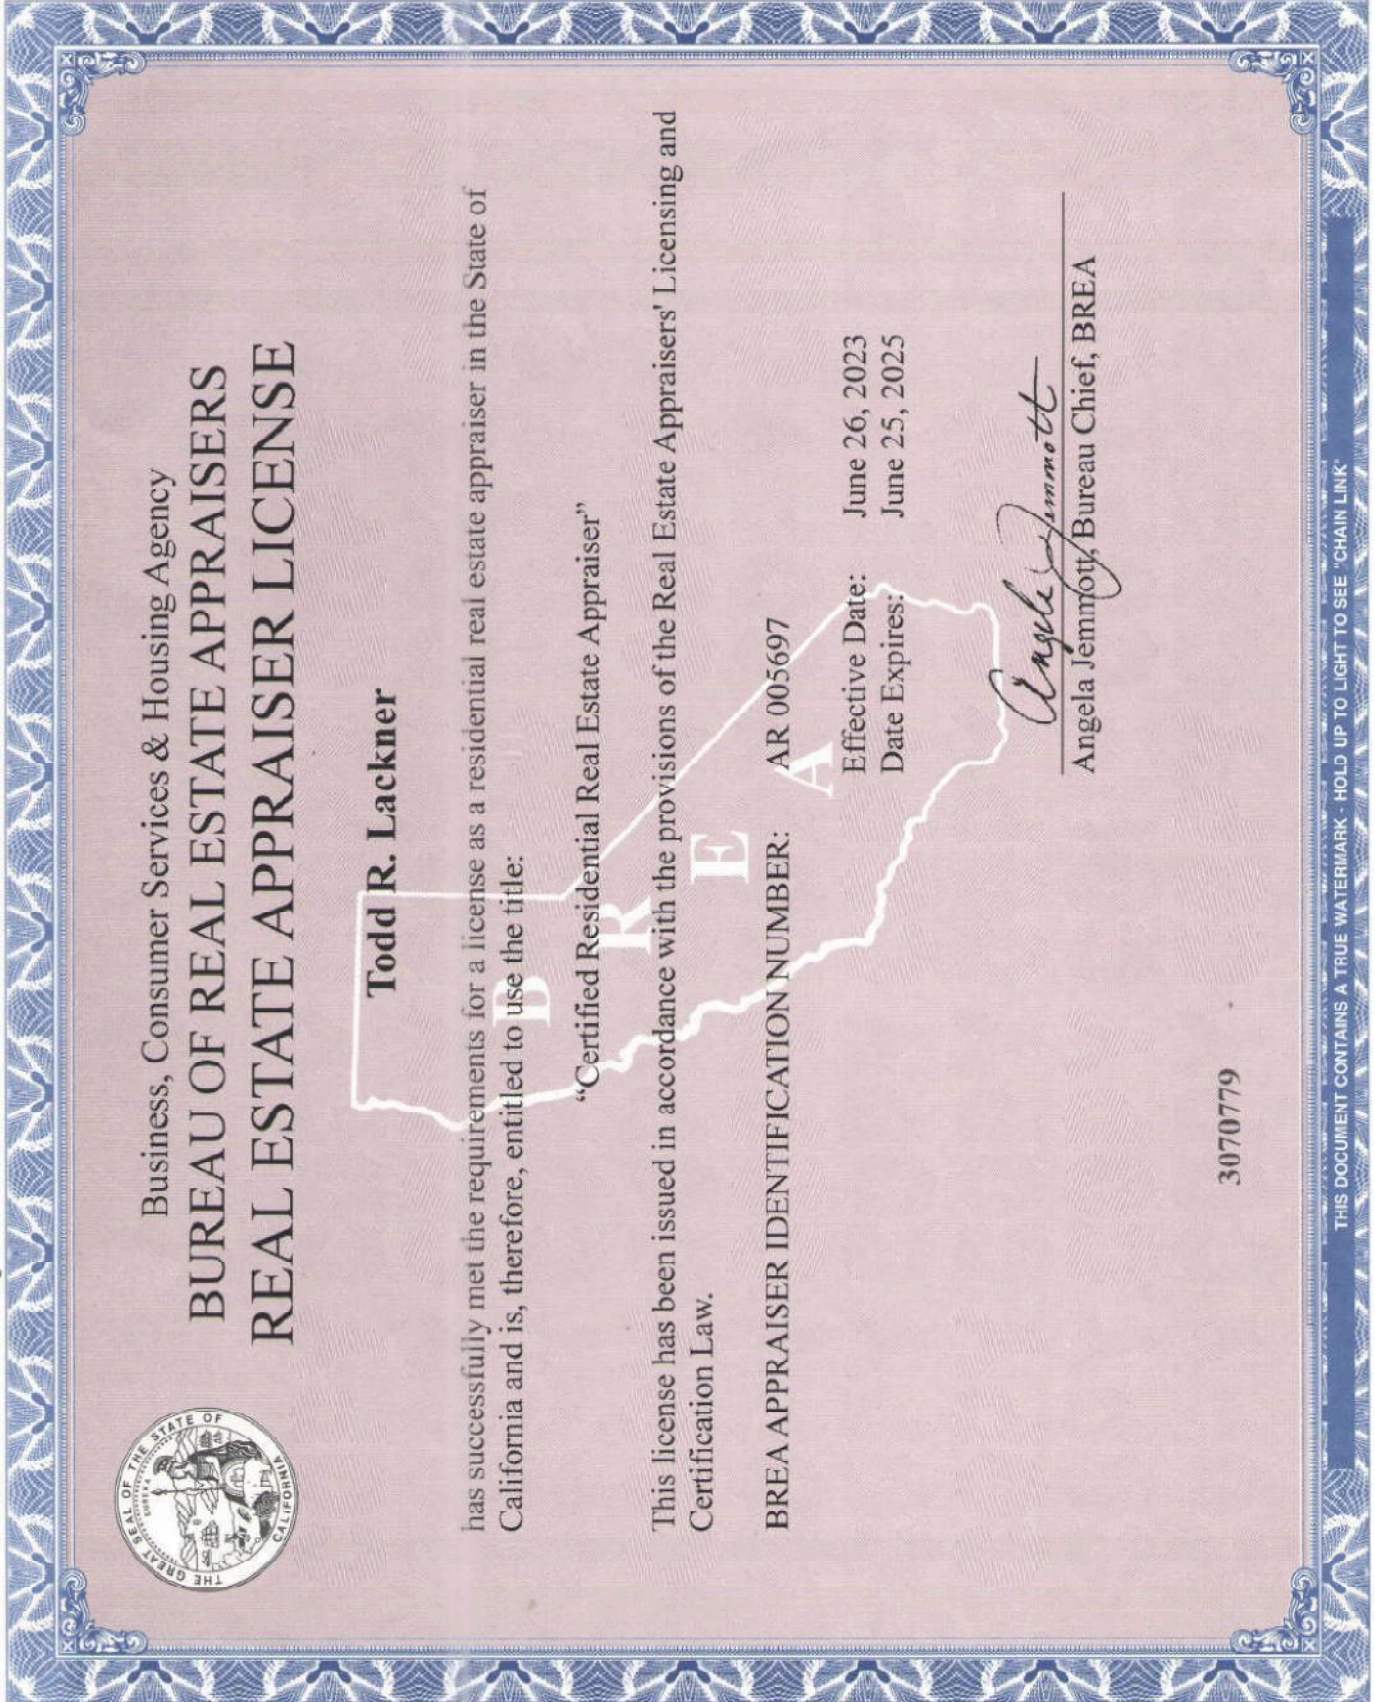 THE GREAT SEAL OF THE STATE OF CALIFORNIA
EUREKA
Business, Consumer Services & Housing Agency
BUREAU OF REAL ESTATE APPRAISERS
REAL ESTATE APPRAISER LICENSE
Todd R. Lackner
has successfully met the requirements for a license as a residential real estate appraiser in the State of
California and is, therefore, entitled to use the title:
“Certified Residential Real Estate Appraiser”
This license has been issued in accordance with the provisions of the Real Estate Appraisers' Licensing and
Certification Law.
B R E A
BREA APPRAISER IDENTIFICATION NUMBER: AR 005697
Effective Date: June 26, 2023
Date Expires: June 25, 2025
Angela Jemmott
Angela Jemmott, Bureau Chief, BREA
3070779
THIS DOCUMENT CONTAINS A TRUE WATERMARK - HOLD UP TO LIGHT TO SEE "CHAIN LINK"